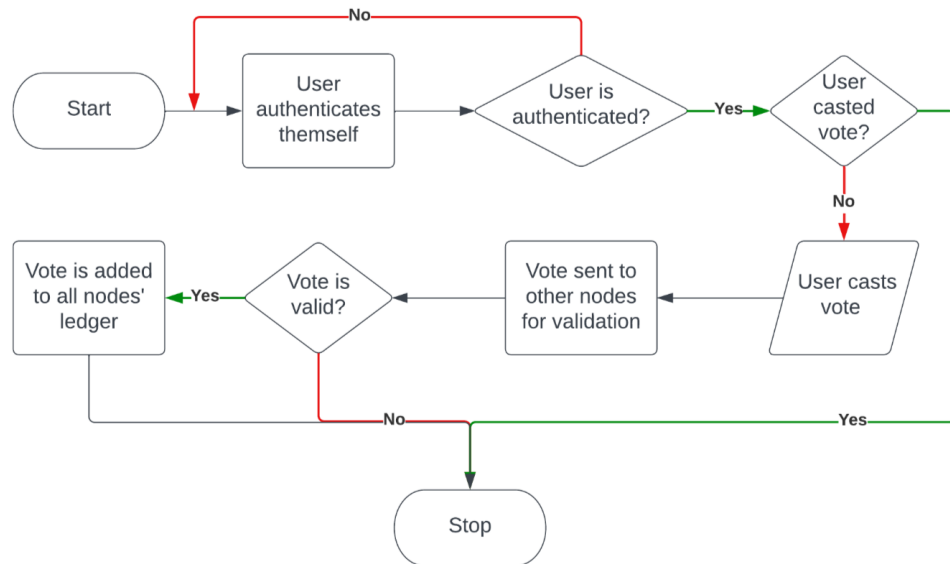 No
Start
User
authenticates
themself
User is
authenticated?
Yes
User
casted
vote?
No
Vote is added
to all nodes'
ledger
Yes
Vote is
valid?
Vote sent to
other nodes
for validation
User casts
vote
No
Yes
Stop